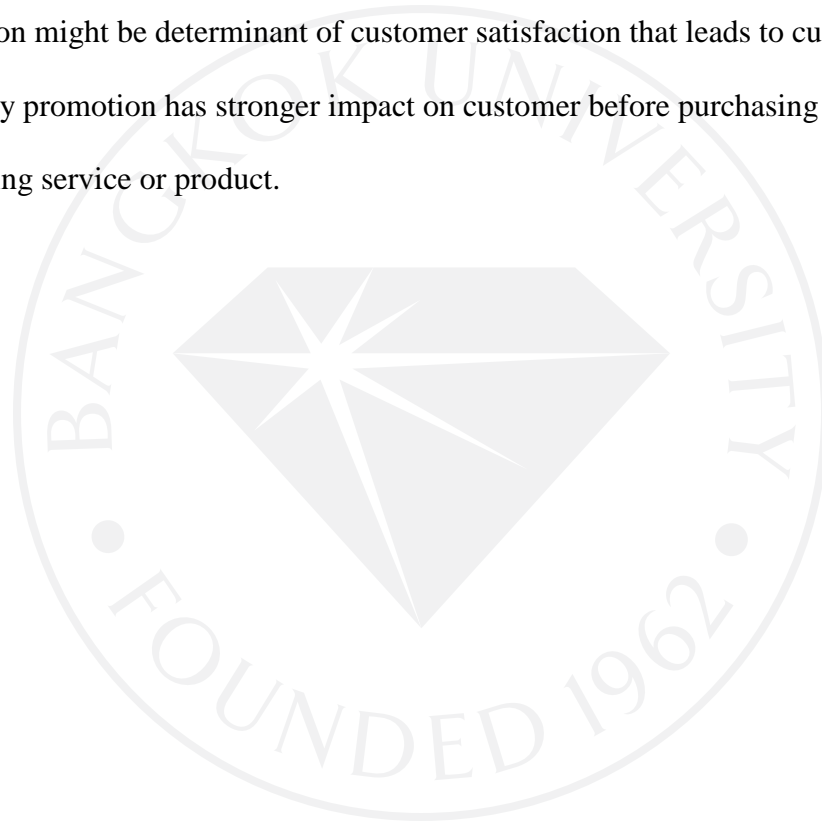 on might be determinant of customer satisfaction that leads to cu
y promotion has stronger impact on customer before purchasing
ng service or product.
BANGKOK UNIVERSITY
FOUNDED 1962